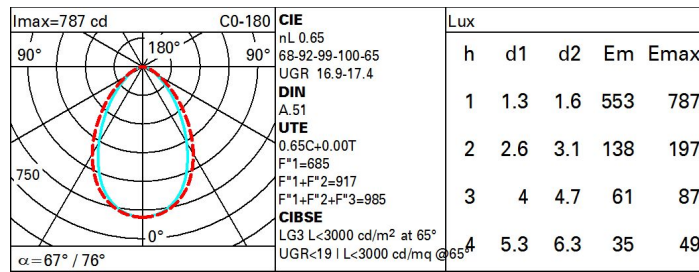 Imax=787 cd C0-180
90° 180° 90°
750
0°
α=67° / 76°
CIE
nL 0.65
68-92-99-100-65
UGR 16.9-17.4
DIN
A.51
UTE
0.65C+0.00T
F"1=685
F"1+F"2=917
F"1+F"2+F"3=985
CIBSE
LG3 L<3000 cd/m² at 65°
UGR<19 | L<3000 cd/mq @65°
Lux
h d1 d2 Em Emax
1 1.3 1.6 553 787
2 2.6 3.1 138 197
3 4 4.7 61 87
4 5.3 6.3 35 49